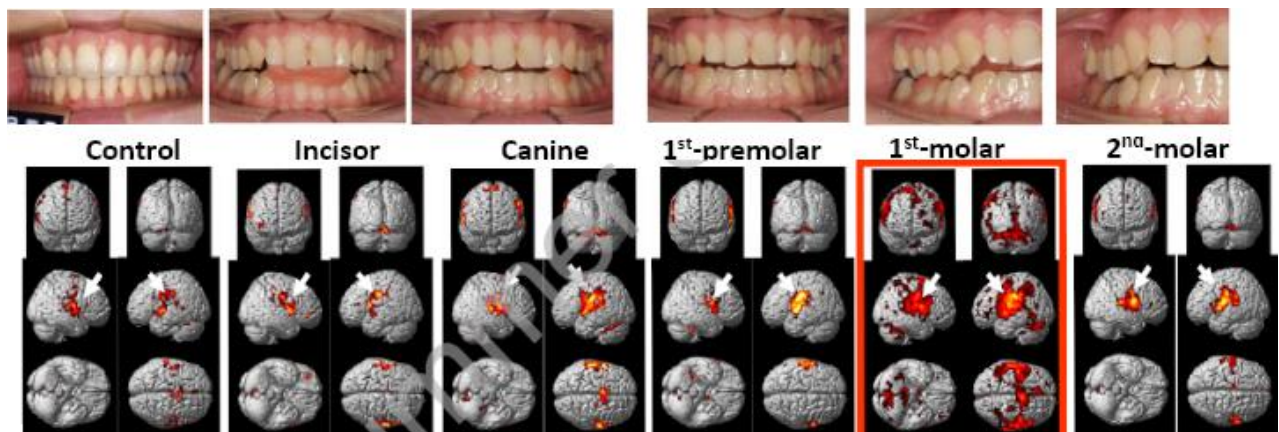 Control
Incisor
Canine
1st-premolar
1st-molar
2nd-molar